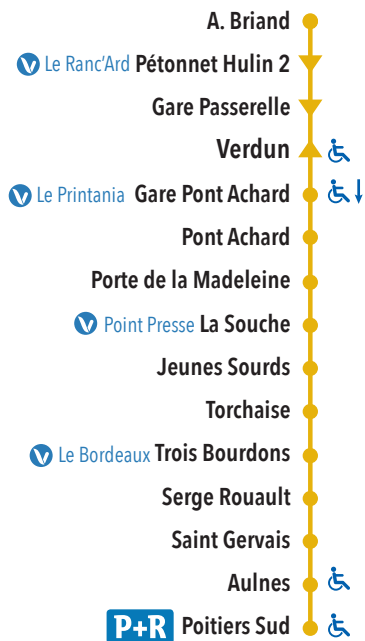 A. Briand
Le Ranc'Ard Pétonnet Hulin 2
Gare Passerelle
Verdun
Le Printania Gare Pont Achard
Pont Achard
Porte de la Madeleine
Point Presse La Souche
Jeunes Sourds
Torchaise
Le Bordeaux Trois Bourdons
Serge Rouault
Saint Gervais
Aulnes
P+R Poitiers Sud